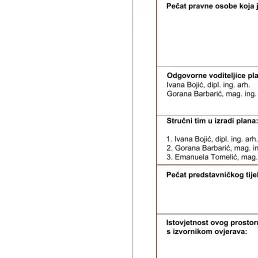 Pečat pravne osobe koja j
Odgovorne voditeljice pla
Ivana Bojić, dipl. ing. arh.
Gorana Barbarić, mag. ing.
Stručni tim u izradi plana:
1. Ivana Bojić, dipl. ing. arh.
2. Gorana Barbarić, mag. in
3. Emanuela Tomelić, mag.
Pečat predstavničkog tijel
Istovjetnost ovog prostorn
s izvornikom ovjerava: